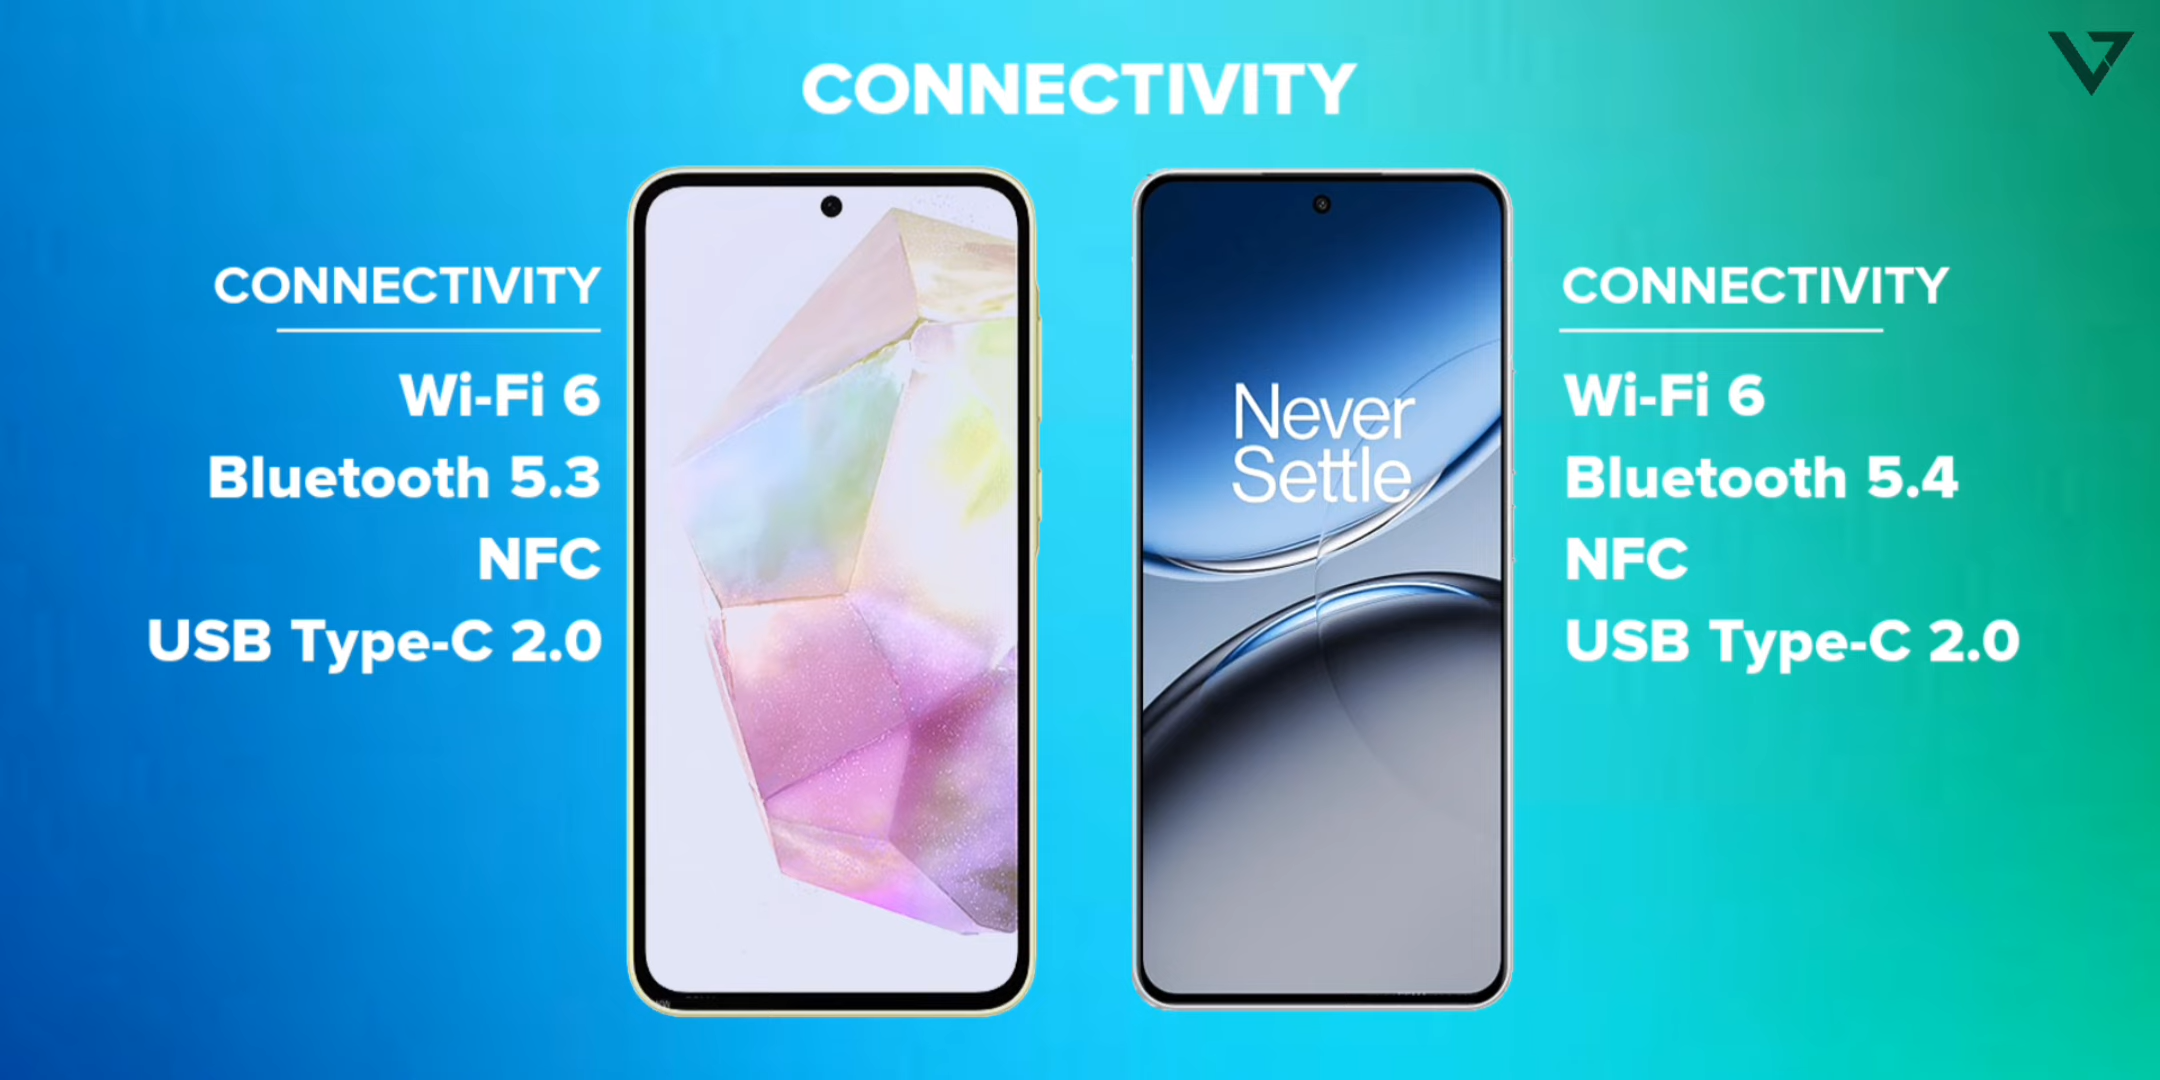 CONNECTIVITY
CONNECTIVITY
Wi-Fi 6
Bluetooth 5.3
NFC
USB Type-C 2.0
Never
Settle
CONNECTIVITY
Wi-Fi 6
Bluetooth 5.4
NFC
USB Type-C 2.0